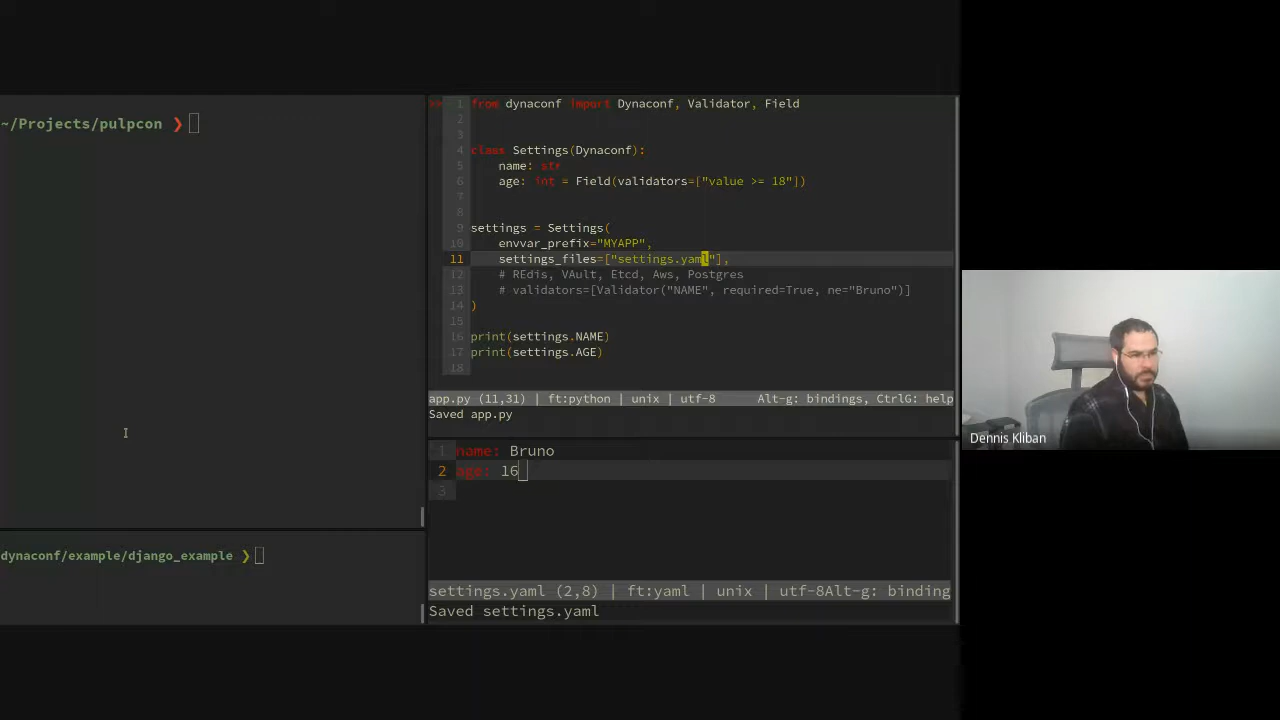 ~/Projects/pulpcon ❯
dynaconf/example/django_example ❯
>> 1 from dynaconf import Dynaconf, Validator, Field
2
3
4 class Settings(Dynaconf):
5 name: str
6 age: int = Field(validators=["value >= 18"])
7
8
9 settings = Settings(
10 envvar_prefix="MYAPP",
11 settings_files=["settings.yaml"],
12 # REdis, VAult, Etcd, Aws, Postgres
13 # validators=[Validator("NAME", required=True, ne="Bruno")]
14 )
15
16 print(settings.NAME)
17 print(settings.AGE)
18
app.py (11,31) | ft:python | unix | utf-8 Alt-g: bindings, CtrlG: help
Saved app.py
1 name: Bruno
2 age: 16
3
settings.yaml (2,8) | ft:yaml | unix | utf-8Alt-g: binding
Saved settings.yaml
Dennis Kliban